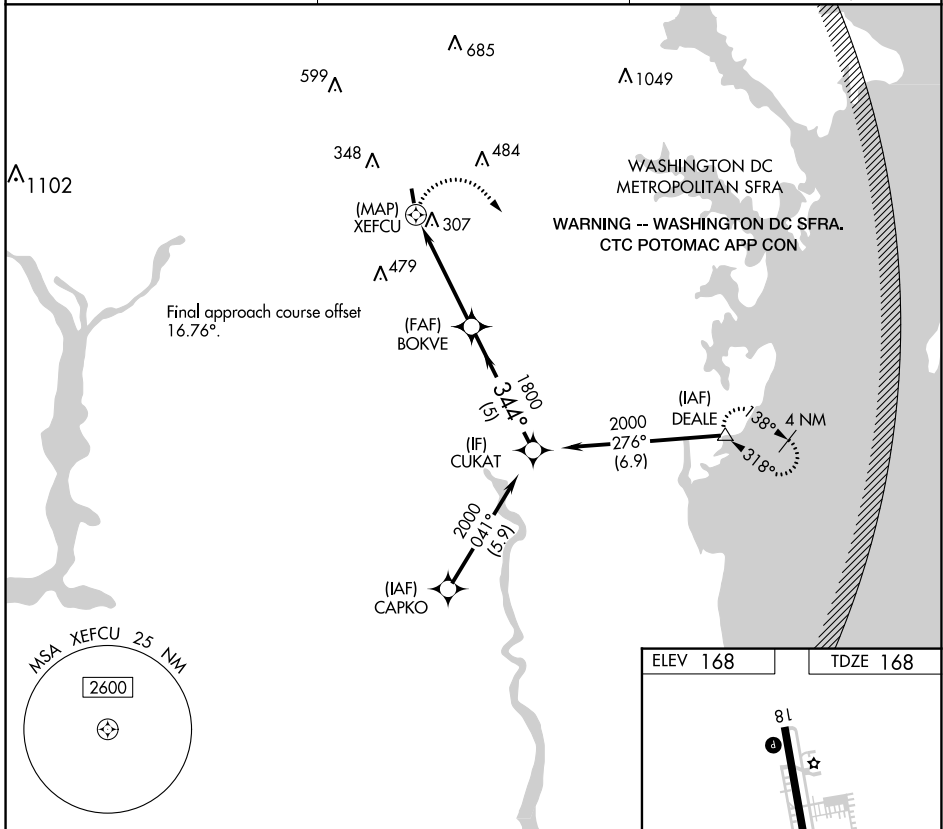 685
599
1049
348
484
1102
WASHINGTON DC
METROPOLITAN SFRA
(MAP)
XEFCU
307
WARNING -- WASHINGTON DC SFRA.
CTC POTOMAC APP CON
479
Final approach course offset
16.76°.
(FAF)
BOKVE
1800
344°
(5)
(IAF)
DEALE
138°
4 NM
318°
2000
276°
(6.9)
(IF)
CUKAT
2000
041°
(5.9)
(IAF)
CAPKO
MSA XEFCU 25 NM
2600
ELEV 168
TDZE 168
18
P